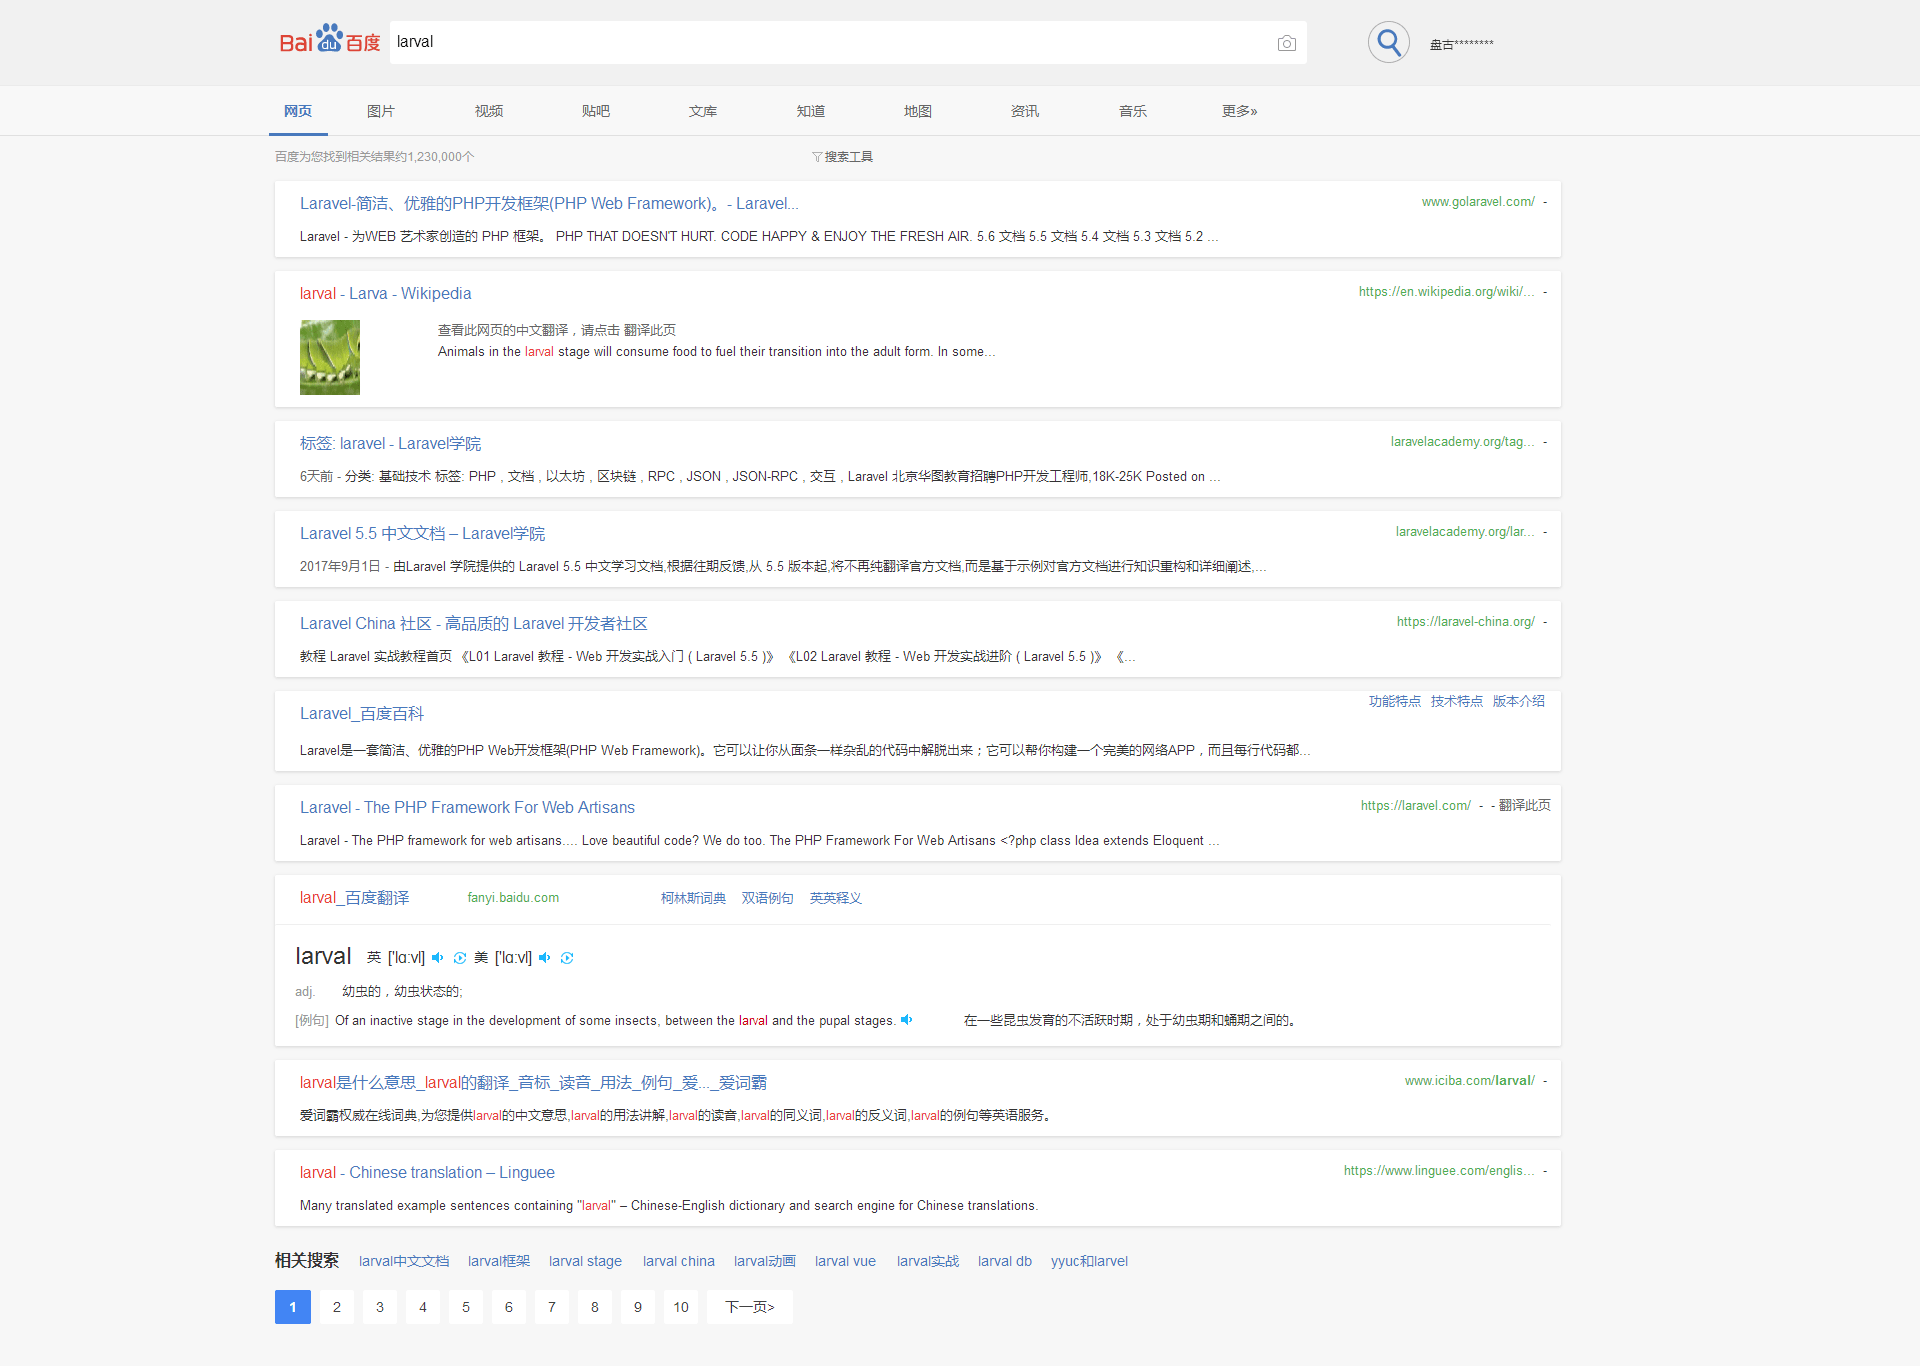 Bai du 百度 larval 盘古********
网页 图片 视频 贴吧 文库 知道 地图 资讯 音乐 更多»
百度为您找到相关结果约1,230,000个 搜索工具
Laravel-简洁、优雅的PHP开发框架(PHP Web Framework)。- Laravel... www.golaravel.com/ -
Laravel - 为WEB 艺术家创造的 PHP 框架。 PHP THAT DOESN'T HURT. CODE HAPPY & ENJOY THE FRESH AIR. 5.6 文档 5.5 文档 5.4 文档 5.3 文档 5.2 ...
larval - Larva - Wikipedia https://en.wikipedia.org/wiki/... -
查看此网页的中文翻译，请点击 翻译此页
Animals in the larval stage will consume food to fuel their transition into the adult form. In some...
标签: laravel - Laravel学院 laravelacademy.org/tag... -
6天前 - 分类: 基础技术 标签: PHP , 文档 , 以太坊 , 区块链 , RPC , JSON , JSON-RPC , 交互 , Laravel 北京华图教育招聘PHP开发工程师,18K-25K Posted on ...
Laravel 5.5 中文文档 – Laravel学院 laravelacademy.org/lar... -
2017年9月1日 - 由Laravel 学院提供的 Laravel 5.5 中文学习文档,根据往期反馈,从 5.5 版本起,将不再纯翻译官方文档,而是基于示例对官方文档进行知识重构和详细阐述,...
Laravel China 社区 - 高品质的 Laravel 开发者社区 https://laravel-china.org/ -
教程 Laravel 实战教程首页 《L01 Laravel 教程 - Web 开发实战入门 ( Laravel 5.5 )》 《L02 Laravel 教程 - Web 开发实战进阶 ( Laravel 5.5 )》 《...
Laravel_百度百科 功能特点 技术特点 版本介绍
Laravel是一套简洁、优雅的PHP Web开发框架(PHP Web Framework)。它可以让你从面条一样杂乱的代码中解脱出来；它可以帮你构建一个完美的网络APP，而且每行代码都...
Laravel - The PHP Framework For Web Artisans https://laravel.com/ - - 翻译此页
Laravel - The PHP framework for web artisans.... Love beautiful code? We do too. The PHP Framework For Web Artisans <?php class Idea extends Eloquent ...
larval_百度翻译 fanyi.baidu.com 柯林斯词典 双语例句 英英释义
larval 英 ['lɑ:vl] 美 ['lɑ:vl]
adj. 幼虫的，幼虫状态的;
[例句] Of an inactive stage in the development of some insects, between the larval and the pupal stages. 在一些昆虫发育的不活跃时期，处于幼虫期和蛹期之间的。
larval是什么意思_larval的翻译_音标_读音_用法_例句_爱..._爱词霸 www.iciba.com/larval/ -
爱词霸权威在线词典,为您提供larval的中文意思,larval的用法讲解,larval的读音,larval的同义词,larval的反义词,larval的例句等英语服务。
larval - Chinese translation – Linguee https://www.linguee.com/englis... -
Many translated example sentences containing "larval" – Chinese-English dictionary and search engine for Chinese translations.
相关搜索 larval中文文档 larval框架 larval stage larval china larval动画 larval vue larval实战 larval db yyuc和larvel
1 2 3 4 5 6 7 8 9 10 下一页>